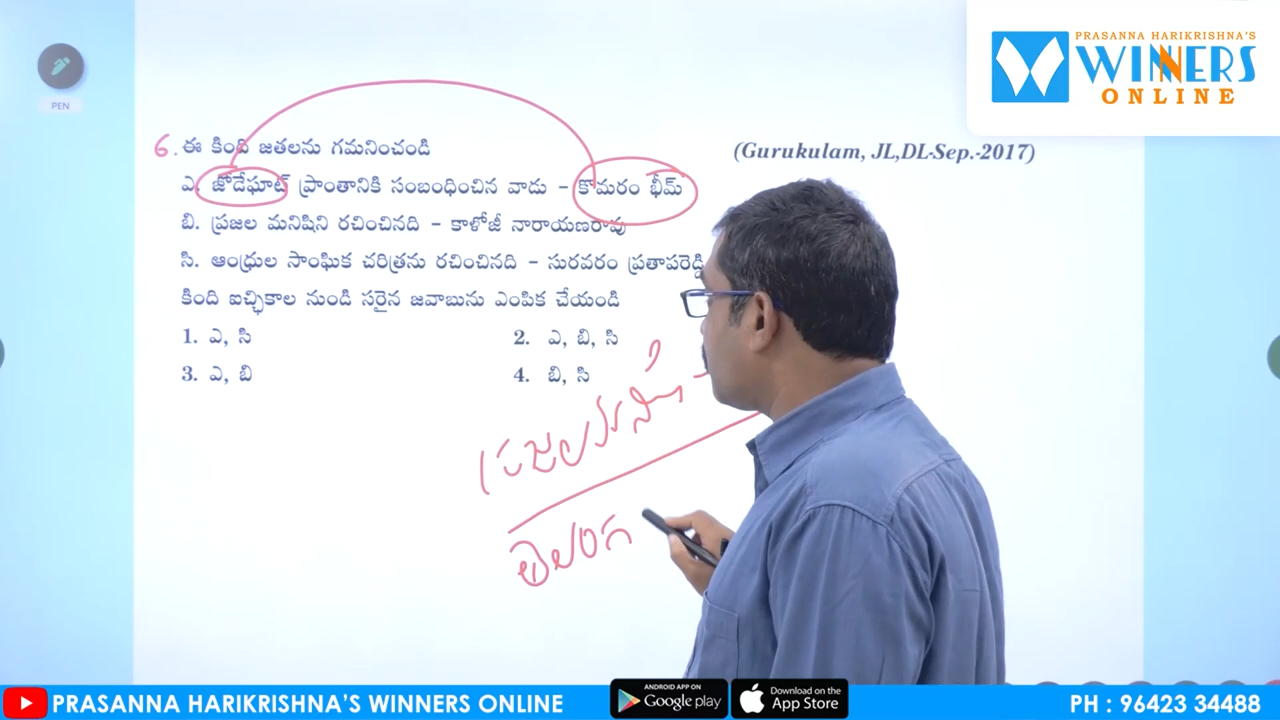 PRASANNA HARIKRISHNA'S
WINNERS
ONLINE
PEN
6. ఈ కింది జతలను గమనించండి
(Gurukulam, JL,DL-Sep.-2017)
ఎ. జోడేఘాట్ ప్రాంతానికి సంబంధించిన వాడు – కొమరం భీమ్
బి. ప్రజల మనిషిని రచించినది – కాళోజీ నారాయణరావు
సి. ఆంధ్రుల సాంఘిక చరిత్రను రచించినది – సురవరం ప్రతాపరెడ్డి
కింది ఐచ్ఛికాల నుండి సరైన జవాబును ఎంపిక చేయండి
1. ఎ, సి 2. ఎ, బి, సి
3. ఎ, బి 4. బి, సి
ప్రజల మనిషి
తెలంగ
PRASANNA HARIKRISHNA'S WINNERS ONLINE
ANDROID APP ON
Google play
Download on the
App Store
PH : 96423 34488